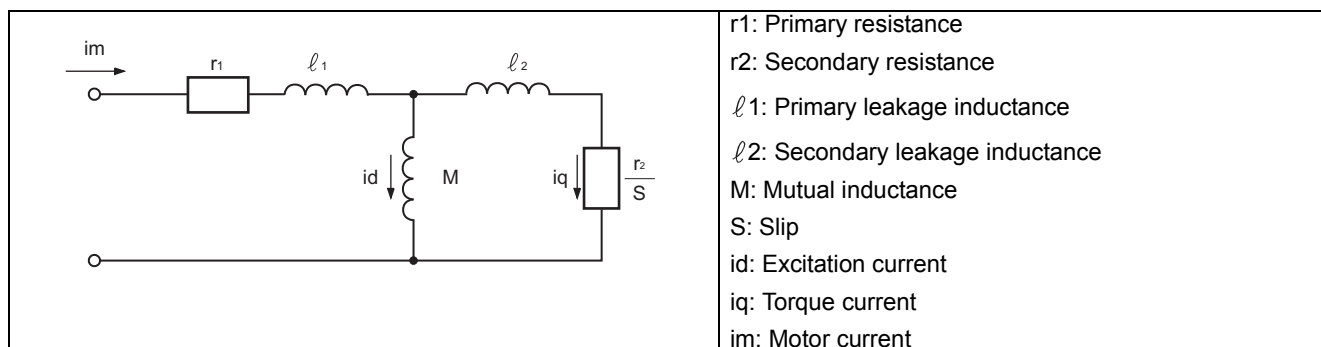 im
r1
ℓ1
ℓ2
id
M
iq
r2
S
r1: Primary resistance
r2: Secondary resistance
ℓ1: Primary leakage inductance
ℓ2: Secondary leakage inductance
M: Mutual inductance
S: Slip
id: Excitation current
iq: Torque current
im: Motor current